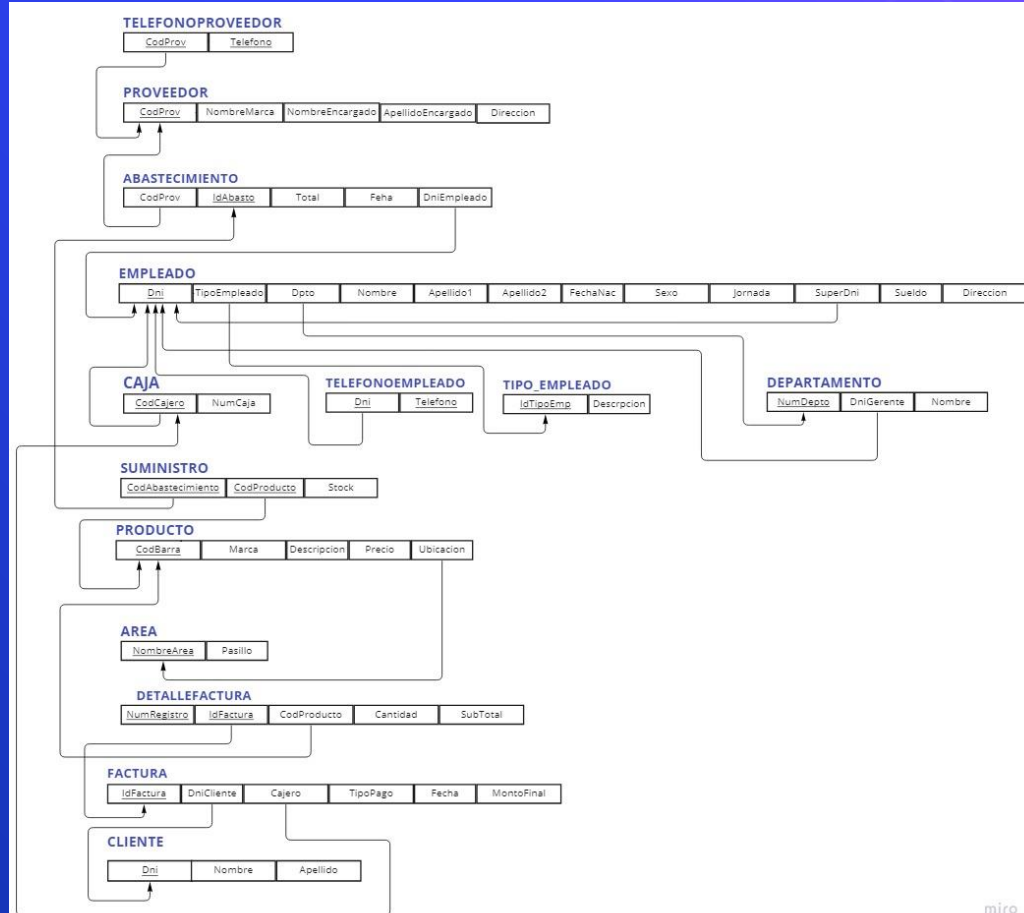 TELEFONOPROVEEDOR
CodProv Telefono
PROVEEDOR
CodProv NombreMarca NombreEncargado ApellidoEncargado Direccion
ABASTECIMIENTO
CodProv IdAbasto Total Feha DniEmpleado
EMPLEADO
Dni TipoEmpleado Dpto Nombre Apellido1 Apellido2 FechaNac Sexo Jornada SuperDni Sueldo Direccion
CAJA
CodCajero NumCaja
TELEFONOEMPLEADO
Dni Telefono
TIPO_EMPLEADO
IdTipoEmp Descrpcion
DEPARTAMENTO
NumDepto DniGerente Nombre
SUMINISTRO
CodAbastecimiento CodProducto Stock
PRODUCTO
CodBarra Marca Descripcion Precio Ubicacion
AREA
NombreArea Pasillo
DETALLEFACTURA
NumRegistro IdFactura CodProducto Cantidad SubTotal
FACTURA
IdFactura DniCliente Cajero TipoPago Fecha MontoFinal
CLIENTE
Dni Nombre Apellido
miro